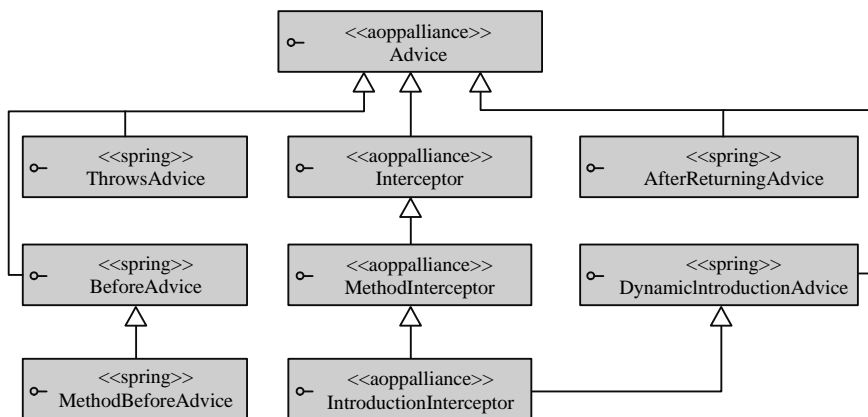 <<aoppalliance>>
Advice
<<spring>>
ThrowsAdvice
<<aoppalliance>>
Interceptor
<<spring>>
AfterReturningAdvice
<<spring>>
BeforeAdvice
<<aoppalliance>>
MethodInterceptor
<<spring>>
DynamicIntroductionAdvice
<<spring>>
MethodBeforeAdvice
<<aoppalliance>>
IntroductionInterceptor